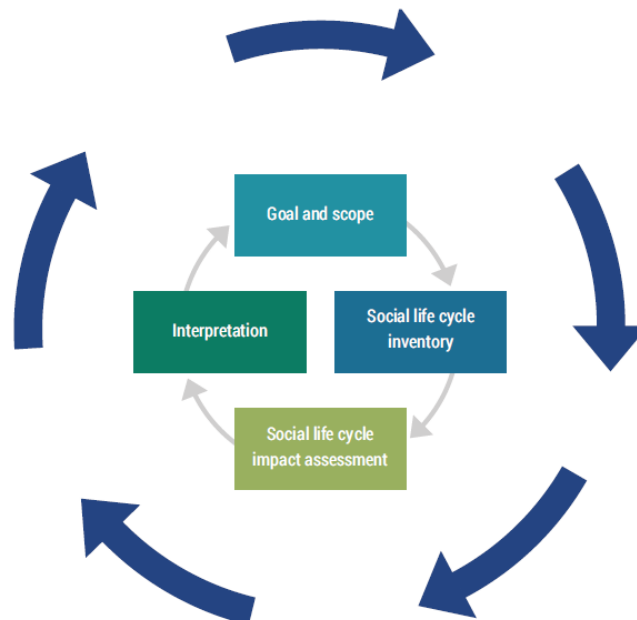 Goal and scope
Interpretation
Social life cycle
inventory
Social life cycle
impact assessment